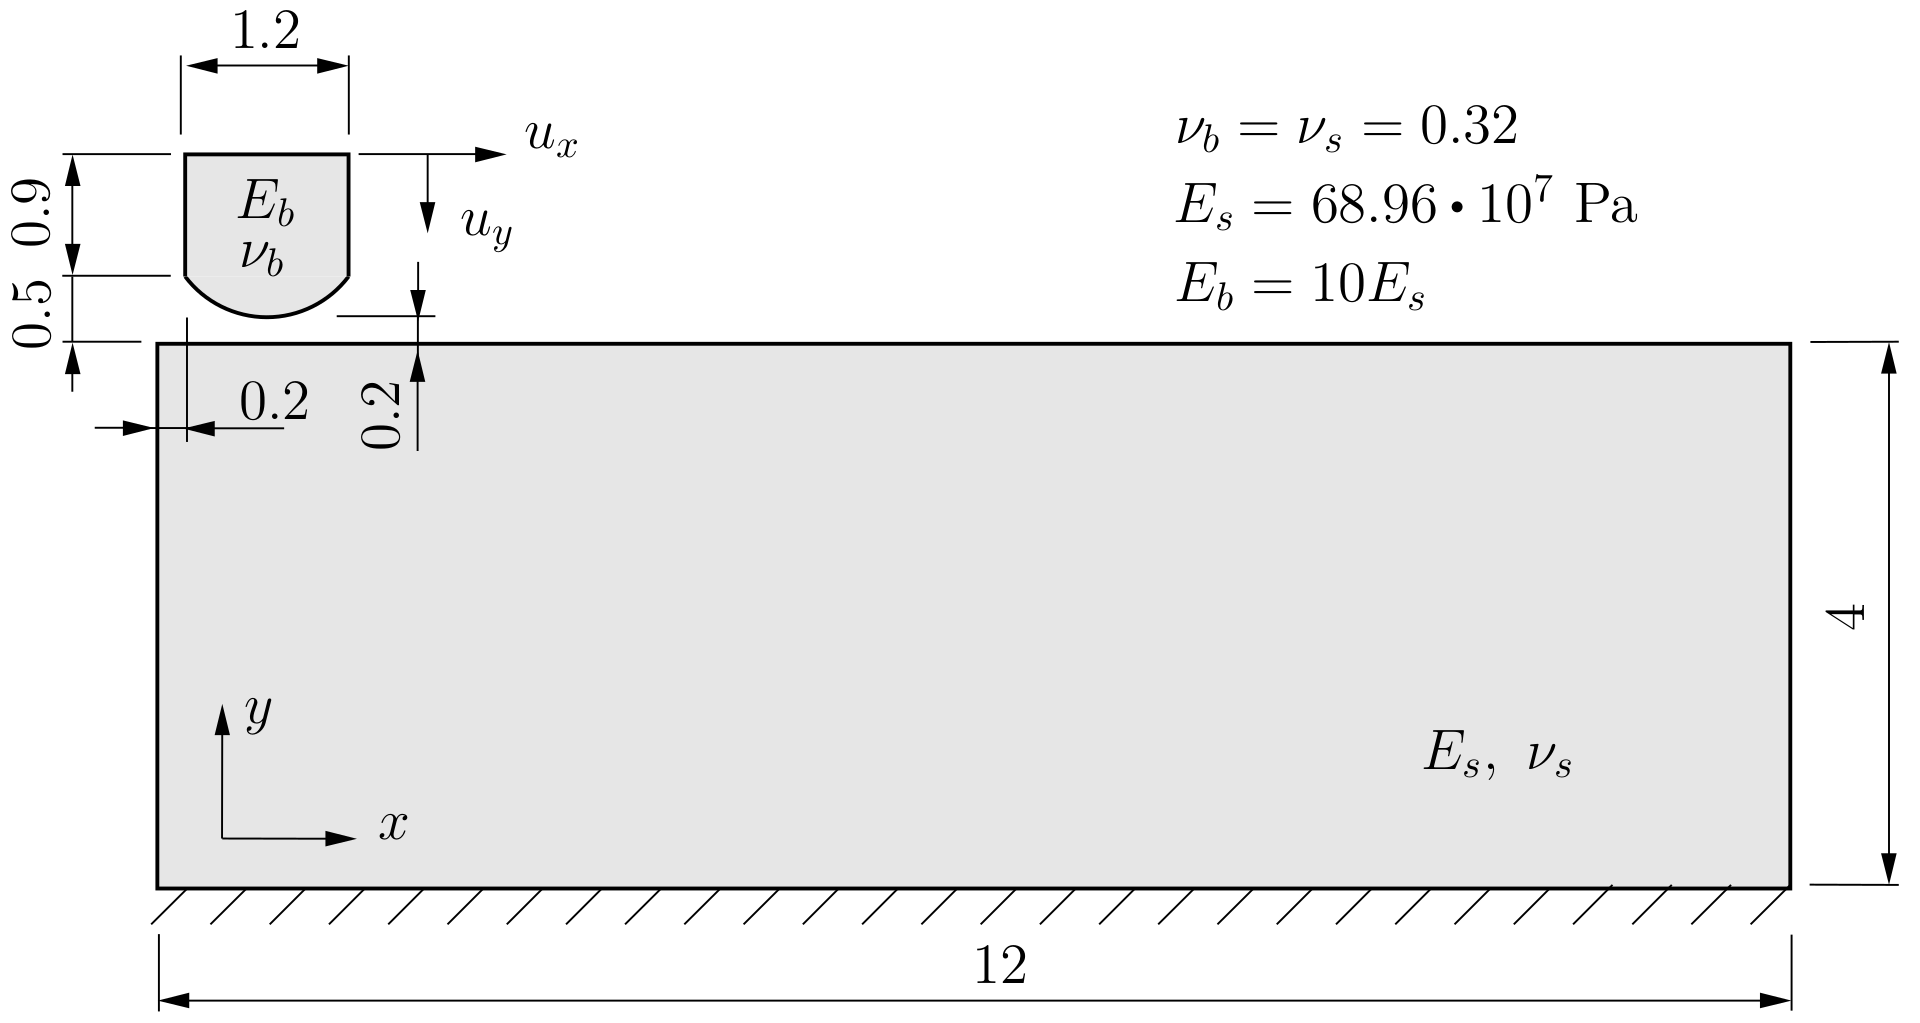 1.2
u_x
ν_b = ν_s = 0.32
E_s = 68.96 • 10^7 Pa
E_b = 10E_s
E_b
ν_b
u_y
0.9
0.5
0.2
0.2
4
y
x
E_s, ν_s
12